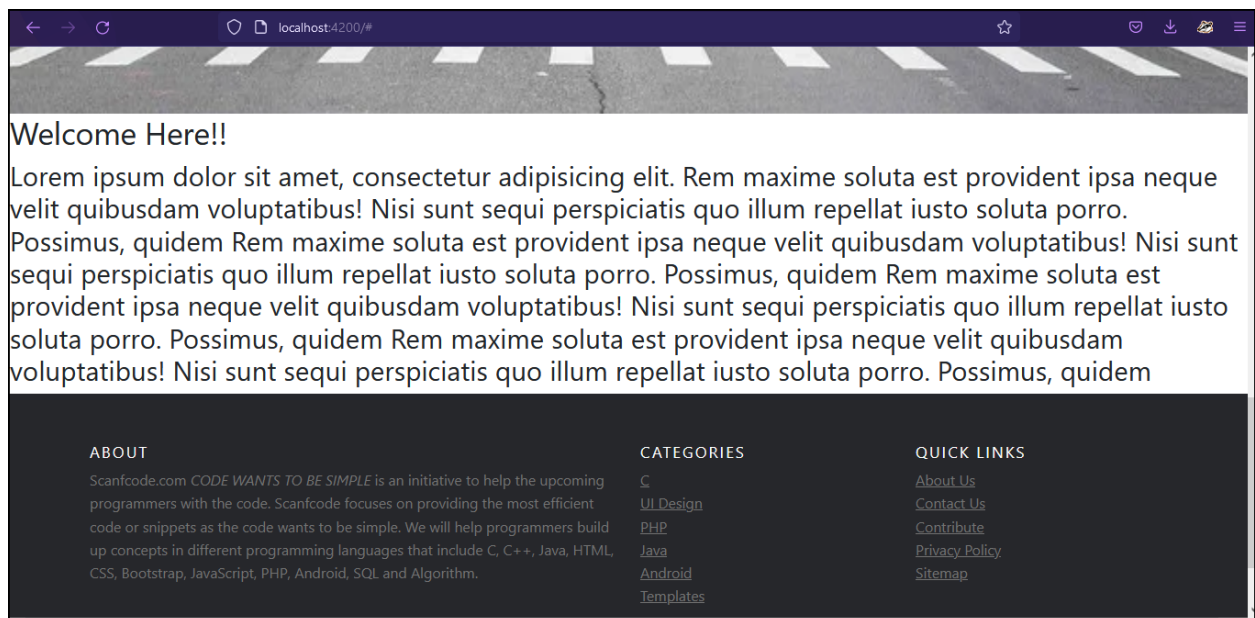 localhost:4200/#
Welcome Here!!
Lorem ipsum dolor sit amet, consectetur adipisicing elit. Rem maxime soluta est provident ipsa neque
velit quibusdam voluptatibus! Nisi sunt sequi perspiciatis quo illum repellat iusto soluta porro.
Possimus, quidem Rem maxime soluta est provident ipsa neque velit quibusdam voluptatibus! Nisi sunt
sequi perspiciatis quo illum repellat iusto soluta porro. Possimus, quidem Rem maxime soluta est
provident ipsa neque velit quibusdam voluptatibus! Nisi sunt sequi perspiciatis quo illum repellat iusto
soluta porro. Possimus, quidem Rem maxime soluta est provident ipsa neque velit quibusdam
voluptatibus! Nisi sunt sequi perspiciatis quo illum repellat iusto soluta porro. Possimus, quidem
ABOUT
Scanfcode.com CODE WANTS TO BE SIMPLE is an initiative to help the upcoming
programmers with the code. Scanfcode focuses on providing the most efficient
code or snippets as the code wants to be simple. We will help programmers build
up concepts in different programming languages that include C, C++, Java, HTML,
CSS, Bootstrap, JavaScript, PHP, Android, SQL and Algorithm.
CATEGORIES
C
UI Design
PHP
Java
Android
Templates
QUICK LINKS
About Us
Contact Us
Contribute
Privacy Policy
Sitemap